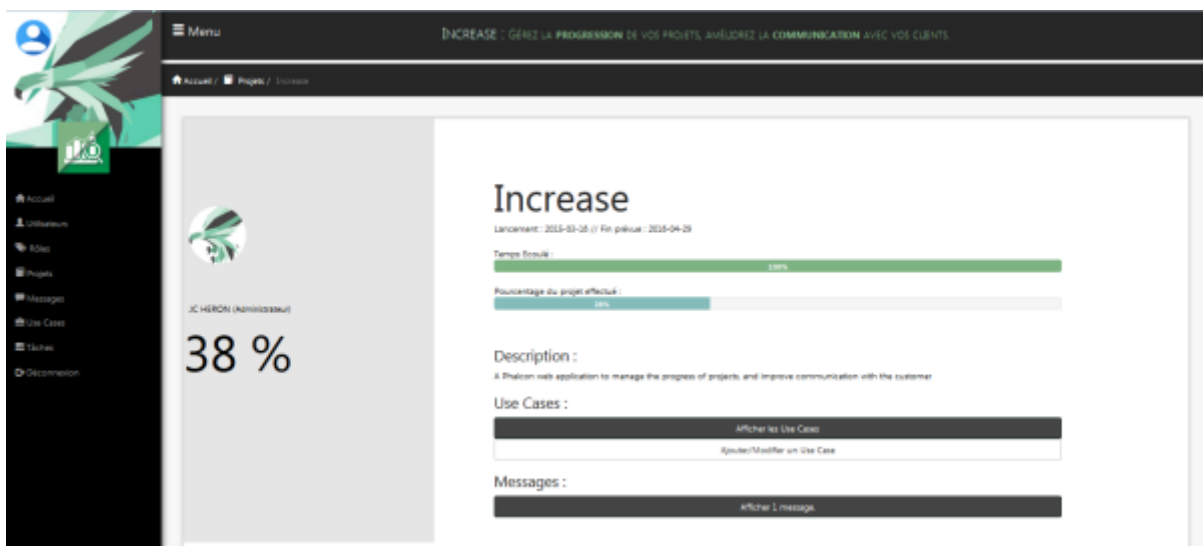 Menu
INCREASE : GÉREZ LA PROGRESSION DE VOS PROJETS, AMÉLIOREZ LA COMMUNICATION AVEC VOS CLIENTS.
Accueil / Projets / Increase
Accueil
Utilisateurs
Rôles
Projets
Messages
Use Cases
Tâches
Déconnexion
JC HERON (Administrateur)
38 %
Increase
Lancement : 2015-03-16 // Fin prévue : 2016-04-29
Temps Ecoulé :
100%
Pourcentage du projet effectué :
38%
Description :
A Phalcon web application to manage the progress of projects, and improve communication with the customer
Use Cases :
Afficher les Use Cases
Ajouter/Modifier un Use Case
Messages :
Afficher 1 message.